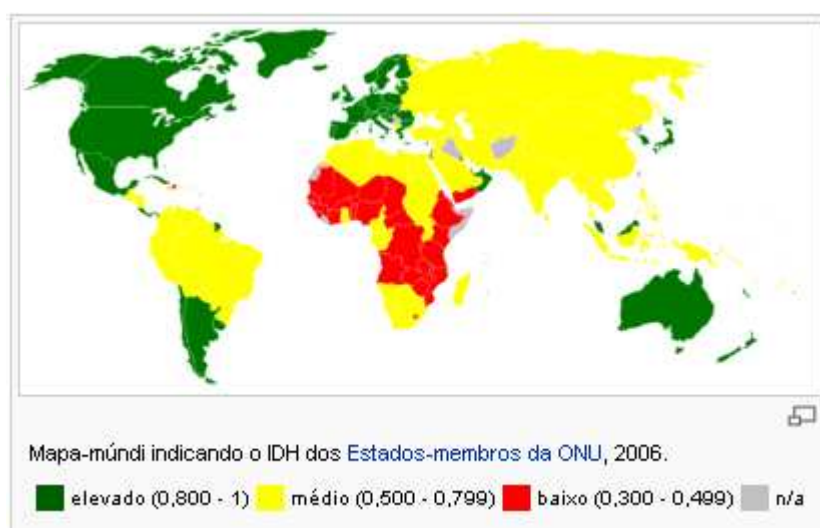 Mapa-múndi indicando o IDH dos Estados-membros da ONU, 2006.
elevado (0,800 - 1) médio (0,500 - 0,799) baixo (0,300 - 0,499) n/a